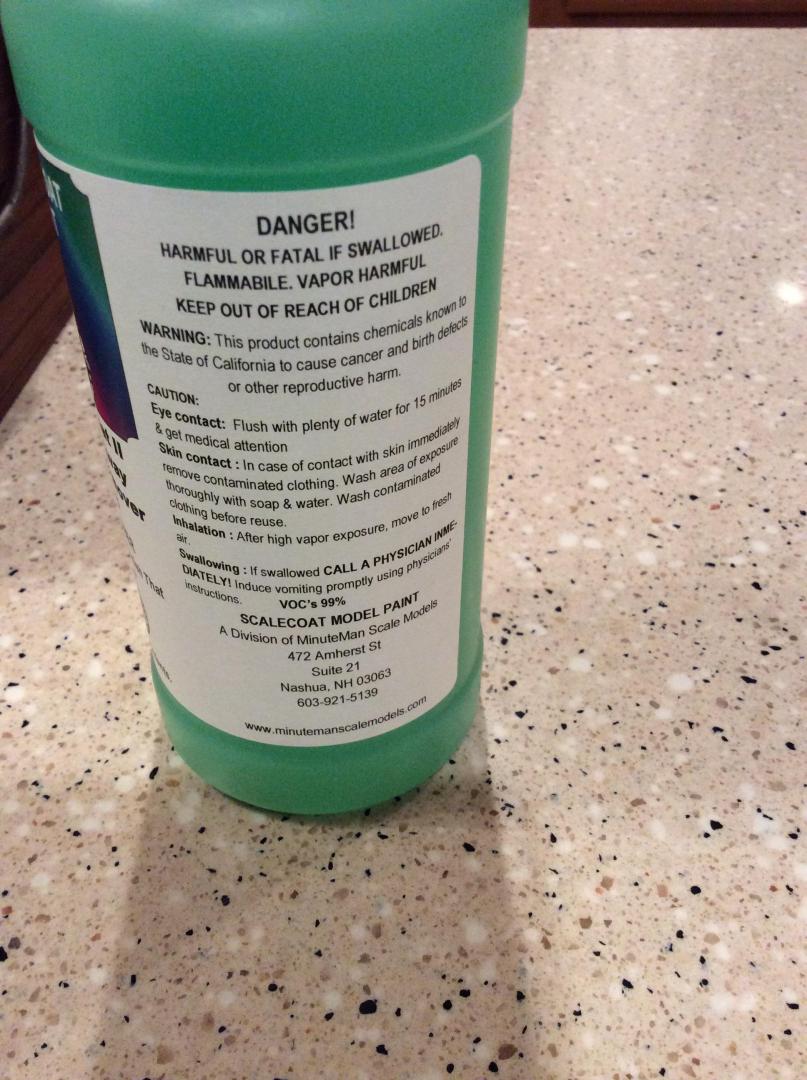 DANGER!
HARMFUL OR FATAL IF SWALLOWED.
FLAMMABILE. VAPOR HARMFUL
KEEP OUT OF REACH OF CHILDREN
WARNING: This product contains chemicals known to
the State of California to cause cancer and birth defects
or other reproductive harm.
CAUTION:
Eye contact: Flush with plenty of water for 15 minutes
& get medical attention
Skin contact : In case of contact with skin immediately
remove contaminated clothing. Wash area of exposure
thoroughly with soap & water. Wash contaminated
clothing before reuse.
Inhalation : After high vapor exposure, move to fresh
air.
Swallowing : If swallowed CALL A PHYSICIAN INME-
DIATELY! Induce vomiting promptly using physicians'
instructions.
VOC's 99%
SCALECOAT MODEL PAINT
A Division of MinuteMan Scale Models
472 Amherst St
Suite 21
Nashua, NH 03063
603-921-5139
www.minutemanscalemodels.com
II
That